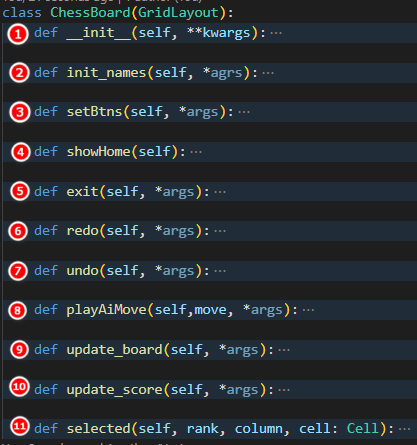 class ChessBoard(GridLayout):
1 def __init__(self, **kwargs): ···
2 def init_names(self, *agrs): ···
3 def setBtns(self, *args): ···
4 def showHome(self): ···
5 def exit(self, *args): ···
6 def redo(self, *args): ···
7 def undo(self, *args): ···
8 def playAiMove(self,move, *args): ···
9 def update_board(self, *args): ···
10 def update_score(self, *args): ···
11 def selected(self, rank, column, cell: Cell): ···